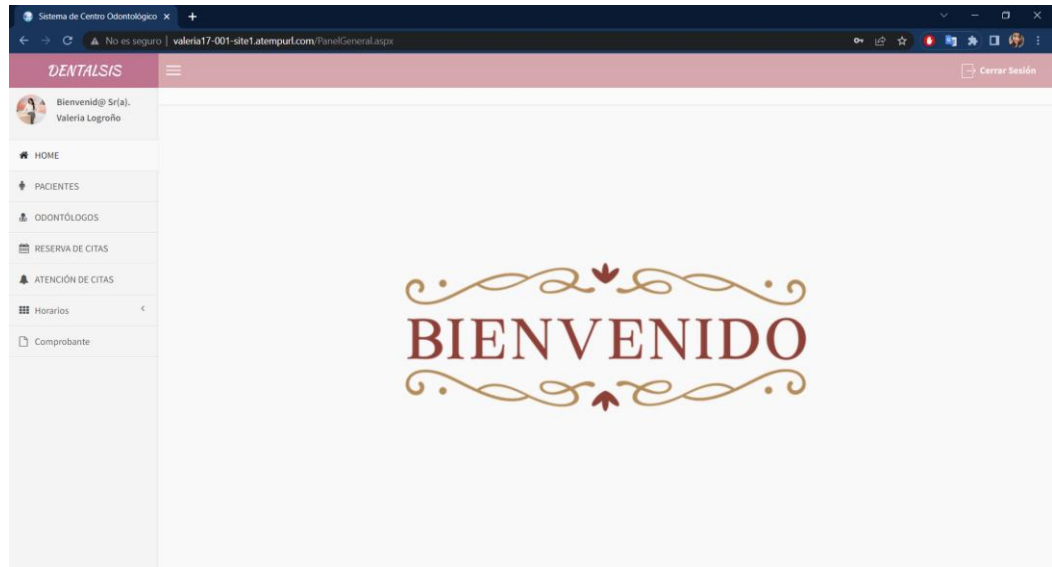 Sistema de Centro Odontológico
No es seguro | valeria17-001-site1.atempurl.com/PanelGeneral.aspx
DENTALSIS
Cerrar Sesión
Bienvenid@ Sr(a).
Valeria Logroño
HOME
PACIENTES
ODONTÓLOGOS
RESERVA DE CITAS
ATENCIÓN DE CITAS
Horarios
Comprobante
BIENVENIDO